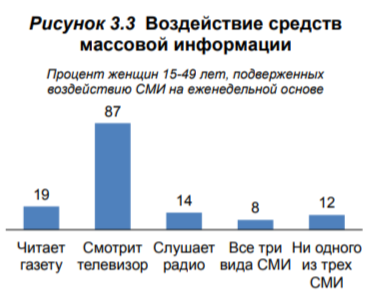 Рисунок 3.3 Воздействие средств
массовой информации
Процент женщин 15-49 лет, подверженных
воздействию СМИ на еженедельной основе
19
87
14
8
12
Читает
газету
Смотрит
телевизор
Слушает
радио
Все три
вида СМИ
Ни одного
из трех
СМИ